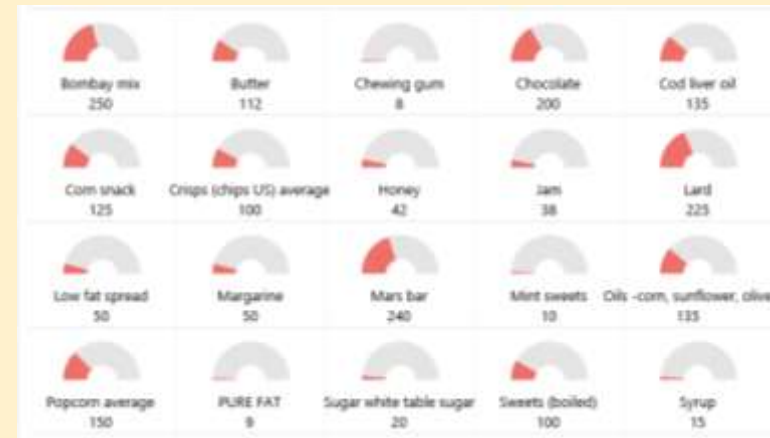 Bombay mix
250
Butter
112
Chewing gum
8
Chocolate
200
Cod liver oil
135
Corn snack
125
Crisps (chips US) average
100
Honey
42
Jam
38
Lard
225
Low fat spread
50
Margarine
50
Mars bar
240
Mint sweets
10
Oils -corn, sunflower, olive
135
Popcorn average
150
PURE FAT
9
Sugar white table sugar
20
Sweets (boiled)
100
Syrup
15